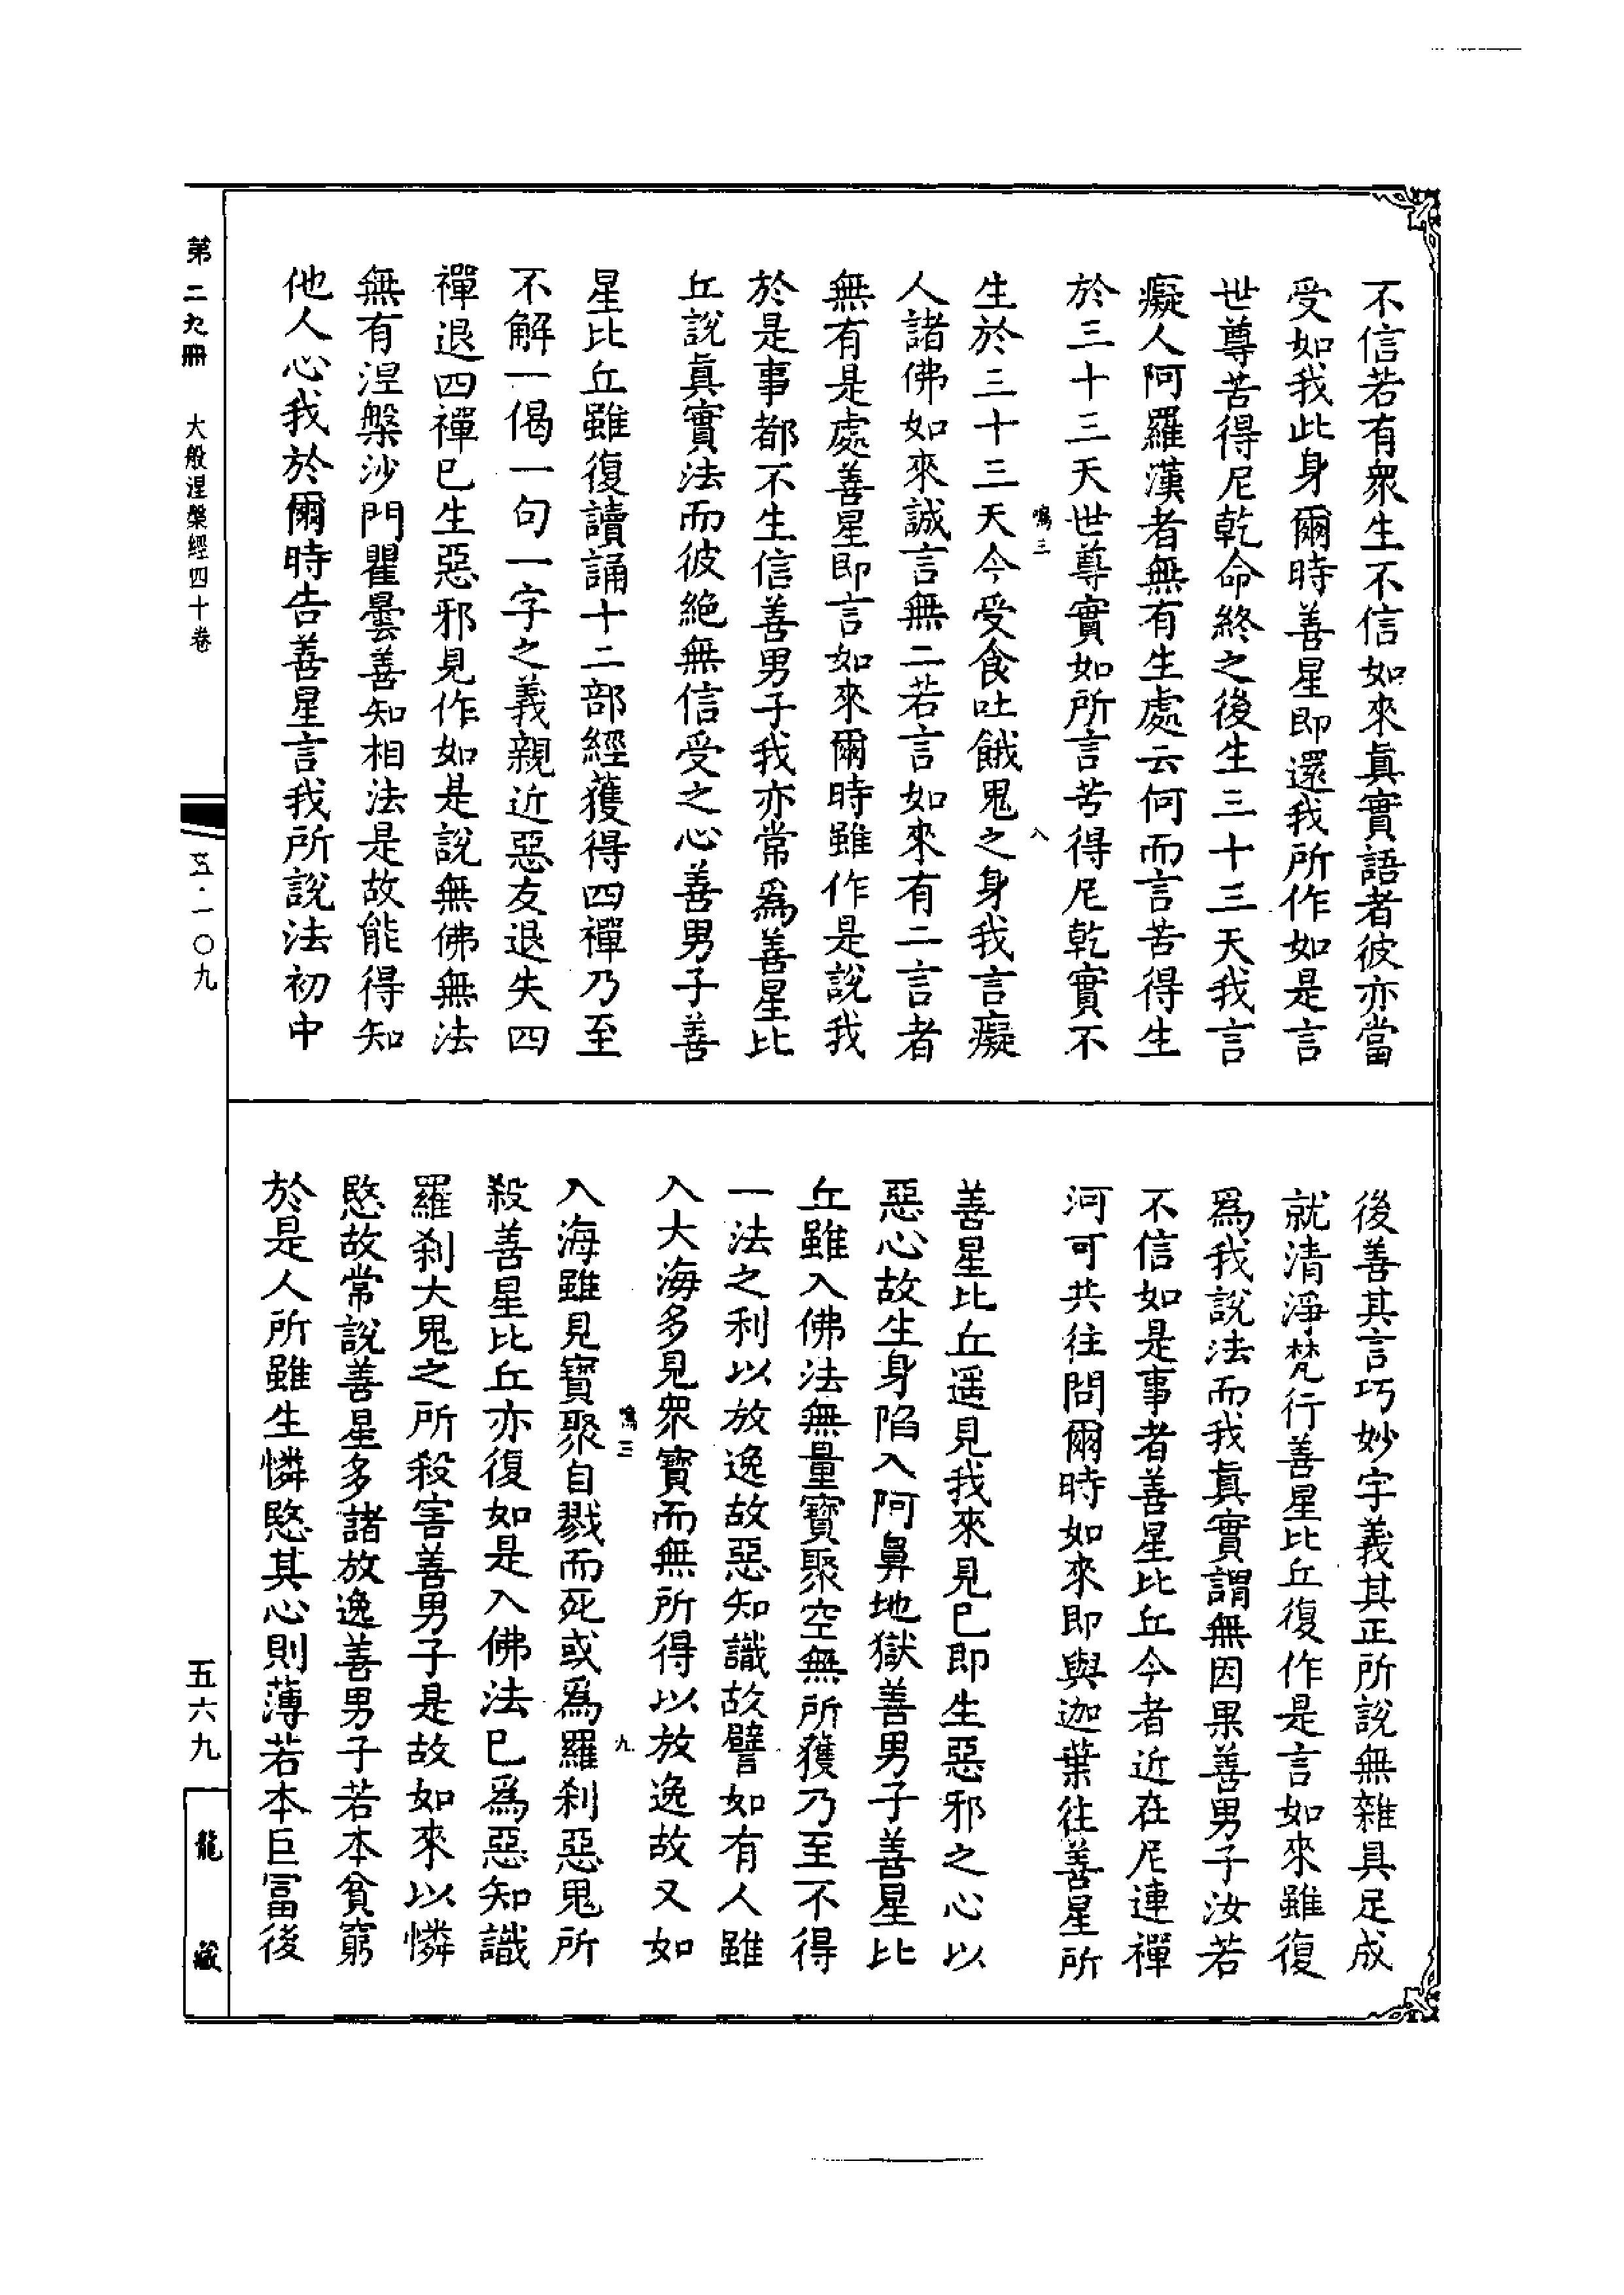 不信若有衆生不信如來眞實語者彼亦當
受如我此身爾時善星即還我所作如是言
世尊苦得尼乾命終之後生三十三天我言
癡人阿羅漢者無有生處云何而言苦得生
於三十三天世尊實如所言苦得尼乾實不
鳴三 八
生於三十三天今受食吐餓鬼之身我言癡
人諸佛如來誠言無二若言如來有二言者
無有是處善星即言如來爾時雖作是說我
於是事都不生信善男子我亦常爲善星比
丘說眞實法而彼絶無信受之心善男子善
星比丘雖復讀誦十二部經獲得四禪乃至
不解一偈一句一字之義親近惡友退失四
禪退四禪已生惡邪見作如是說無佛無法
無有涅槃沙門瞿曇善知相法是故能得知
他人心我於爾時告善星言我所說法初中
後善其言巧妙字義其正所說無雜具足成
就清淨梵行善星比丘復作是言如來雖復
爲我說法而我眞實謂無因果善男子汝若
不信如是事者善星比丘今者近在尼連禪
河可共往問爾時如來即與迦葉往善星所
善星比丘遥見我來見已即生惡邪之心以
惡心故生身陷入阿鼻地獄善男子善星比
丘雖入佛法無量寶聚空無所獲乃至不得
一法之利以放逸故惡知識故譬如有人雖
入大海多見衆寶而無所得以放逸故又如
鳴三 九
入海雖見寶聚自戮而死或爲羅刹惡鬼所
殺善星比丘亦復如是入佛法已爲惡知識
羅刹大鬼之所殺害善男子是故如來以憐
愍故常說善星多諸放逸善男子若本貧窮
於是人所雖生憐愍其心則薄若本巨富後
第二九冊 大般涅槃經四十卷
五·一〇九
五六九
龍藏